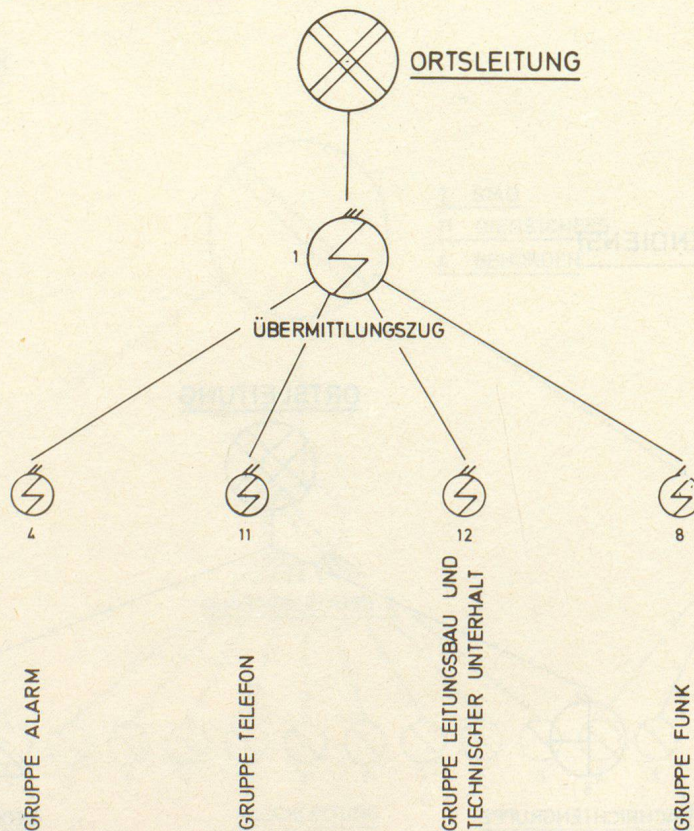 ORTSLEITUNG
1
ÜBERMITTLUNGSZUG
4
11
12
8
GRUPPE ALARM
GRUPPE TELEFON
GRUPPE LEITUNGSBAU UND
TECHNISCHER UNTERHALT
GRUPPE FUNK